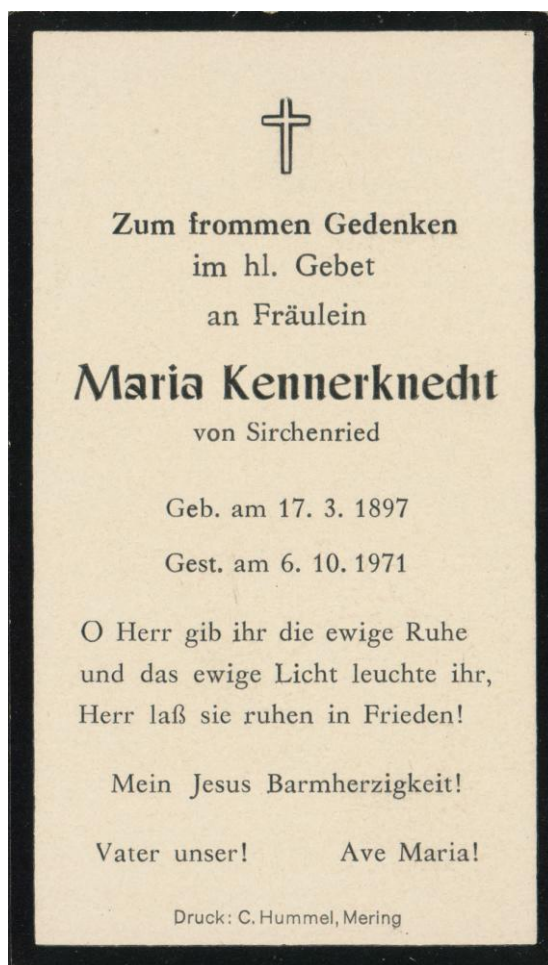 Zum frommen Gedenken
im hl. Gebet
an Fräulein
Maria Kennerknecht
von Sirchenried
Geb. am 17. 3. 1897
Gest. am 6. 10. 1971
O Herr gib ihr die ewige Ruhe
und das ewige Licht leuchte ihr,
Herr laß sie ruhen in Frieden!
Mein Jesus Barmherzigkeit!
Vater unser! Ave Maria!
Druck: C. Hummel, Mering